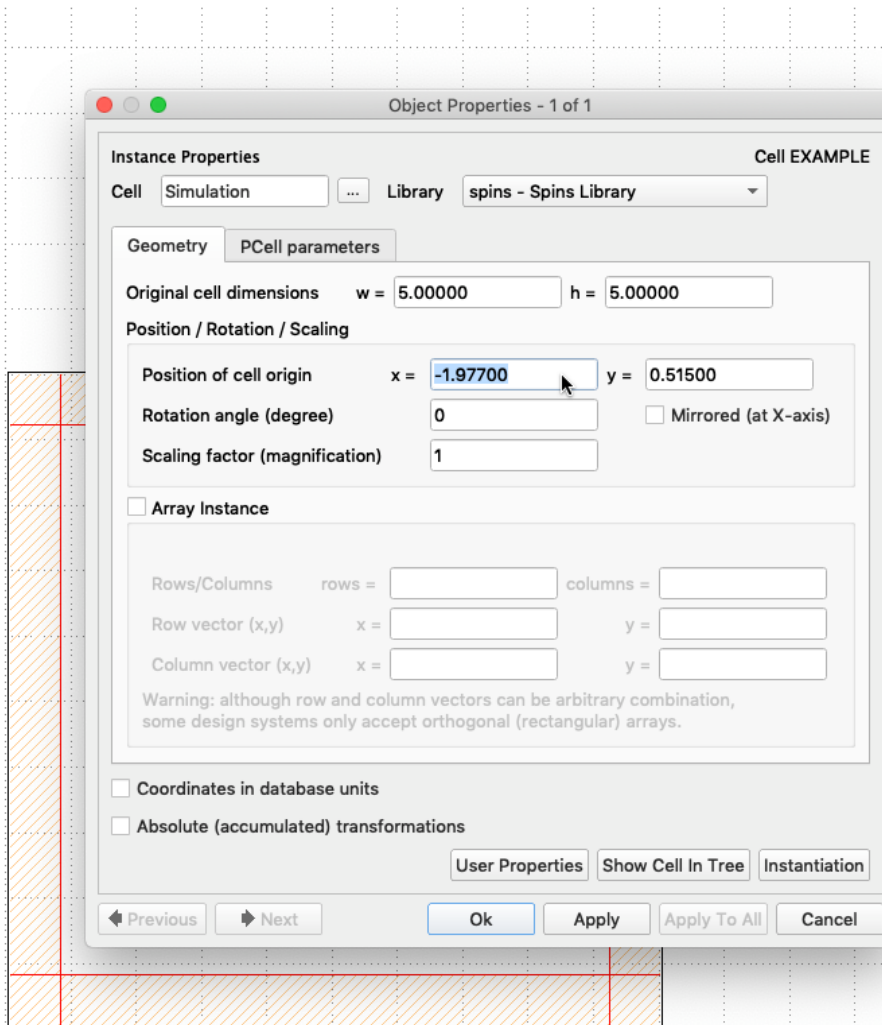 Object Properties - 1 of 1
Instance Properties Cell EXAMPLE
Cell Simulation ... Library spins - Spins Library
Geometry PCell parameters
Original cell dimensions w = 5.00000 h = 5.00000
Position / Rotation / Scaling
Position of cell origin x = -1.97700 y = 0.51500
Rotation angle (degree) 0 Mirrored (at X-axis)
Scaling factor (magnification) 1
Array Instance
Rows/Columns rows = columns =
Row vector (x,y) x = y =
Column vector (x,y) x = y =
Warning: although row and column vectors can be arbitrary combination,
some design systems only accept orthogonal (rectangular) arrays.
Coordinates in database units
Absolute (accumulated) transformations
User Properties Show Cell In Tree Instantiation
Previous Next Ok Apply Apply To All Cancel